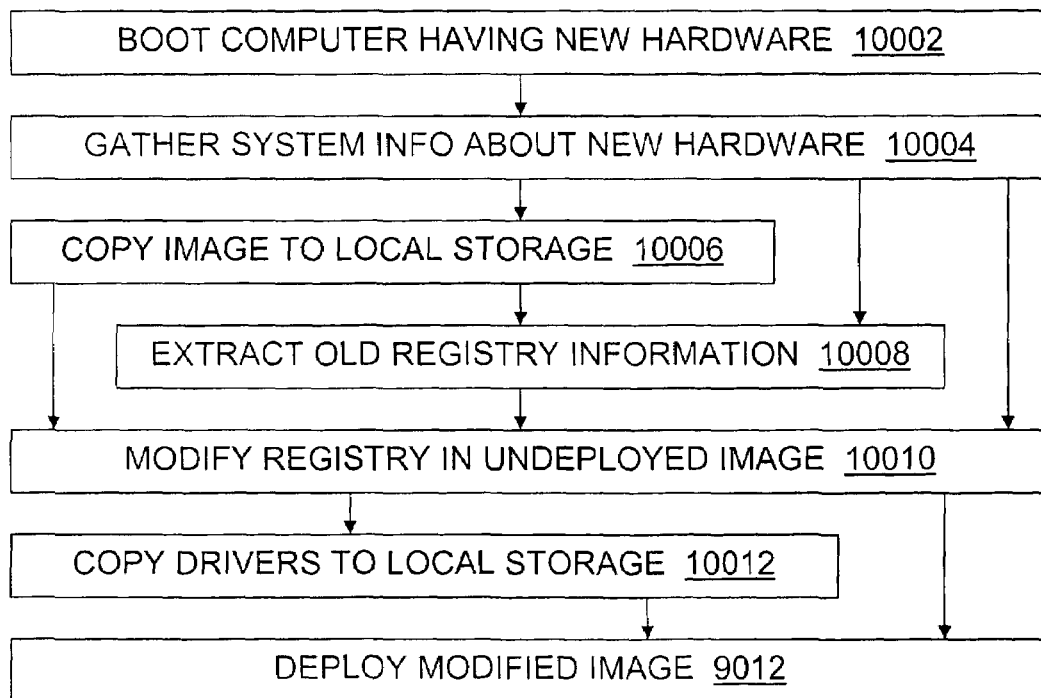 BOOT COMPUTER HAVING NEW HARDWARE 10002
GATHER SYSTEM INFO ABOUT NEW HARDWARE 10004
COPY IMAGE TO LOCAL STORAGE 10006
EXTRACT OLD REGISTRY INFORMATION 10008
MODIFY REGISTRY IN UNDEPLOYED IMAGE 10010
COPY DRIVERS TO LOCAL STORAGE 10012
DEPLOY MODIFIED IMAGE 9012